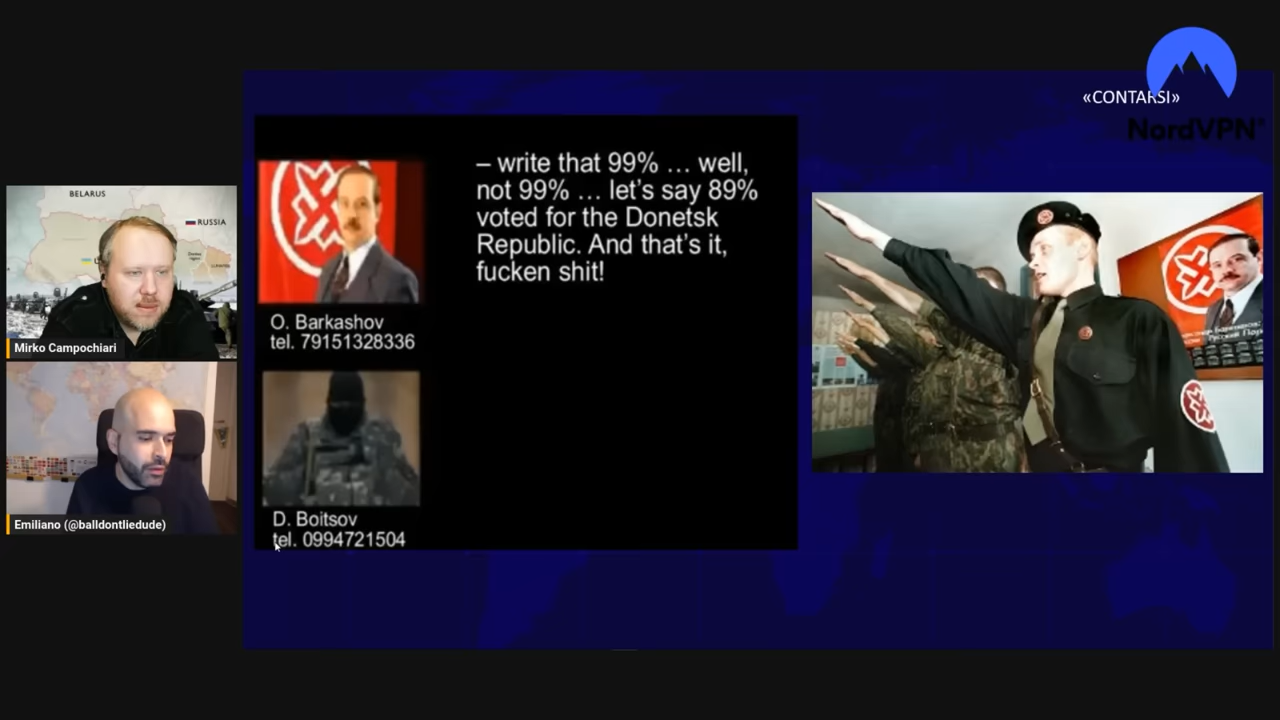 «CONTARSI»
NordVPN®
– write that 99% … well,
not 99% … let's say 89%
voted for the Donetsk
Republic. And that's it,
fucken shit!
O. Barkashov
tel. 79151328336
D. Boitsov
tel. 0994721504
BELARUS
RUSSIA
Mirko Campochiari
Emiliano (@balldontliedude)